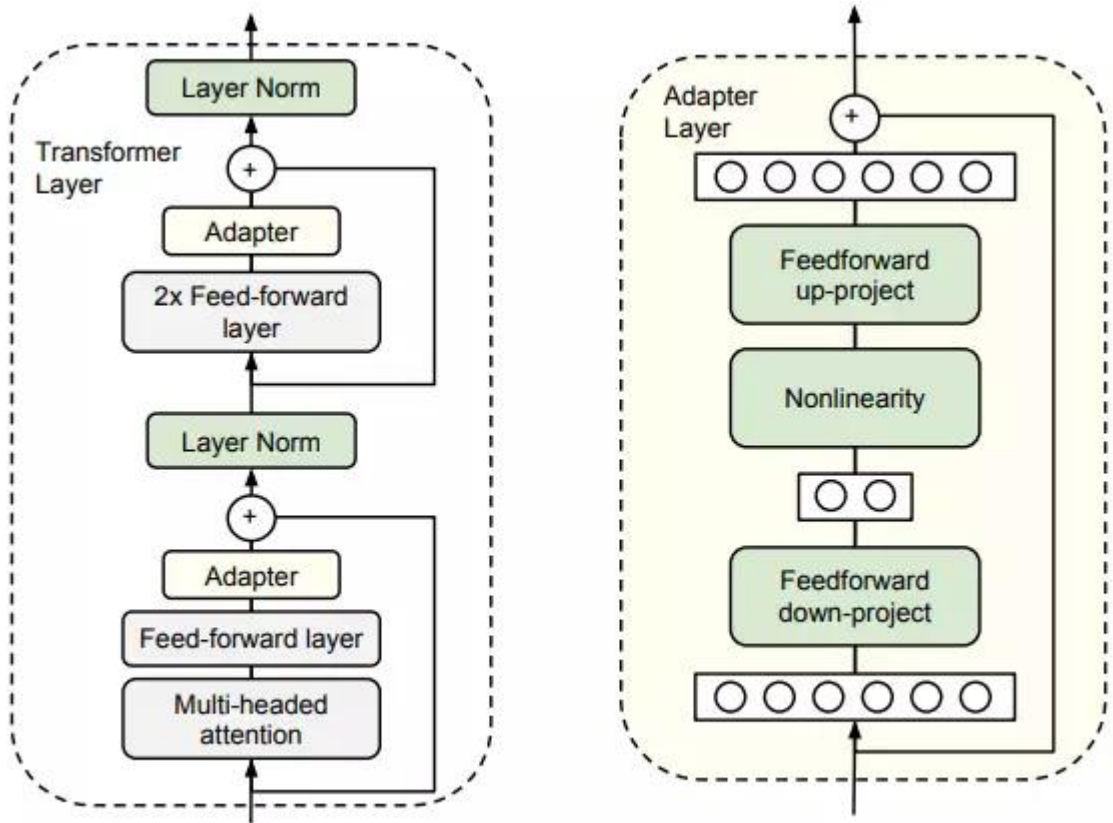 Layer Norm
Transformer
Layer
+
Adapter
2x Feed-forward
layer
Layer Norm
+
Adapter
Feed-forward layer
Multi-headed
attention
Adapter
Layer
+
Feedforward
up-project
Nonlinearity
Feedforward
down-project